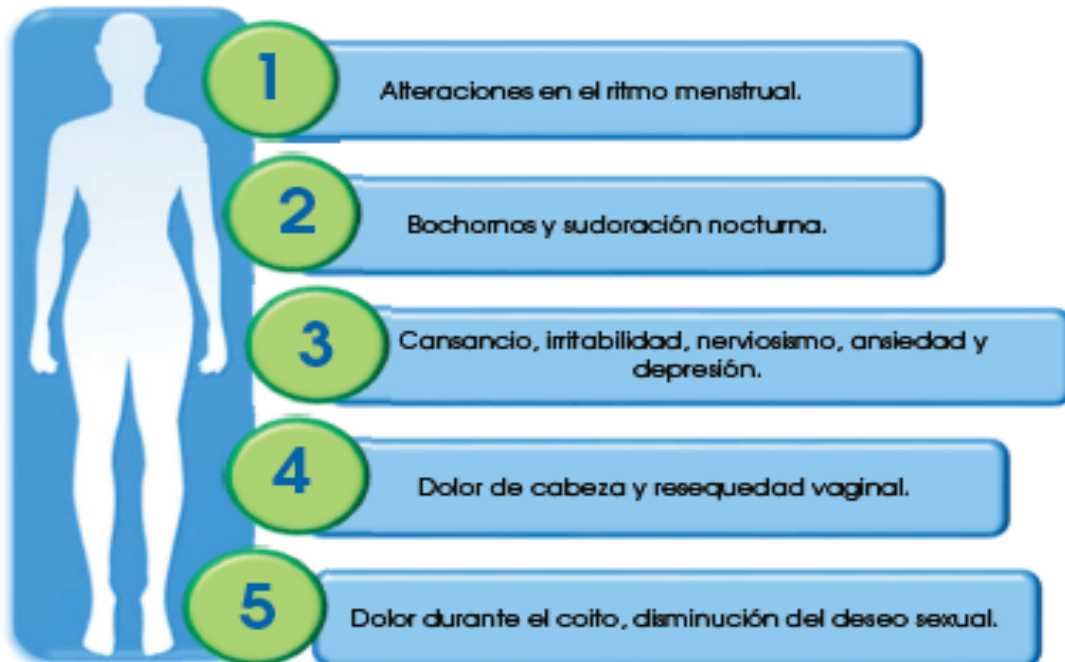 1
Alteraciones en el ritmo menstrual.
2
Bochornos y sudoración nocturna.
3
Cansancio, irritabilidad, nerviosismo, ansiedad y
depresión.
4
Dolor de cabeza y resequedad vaginal.
5
Dolor durante el coito, disminución del deseo sexual.